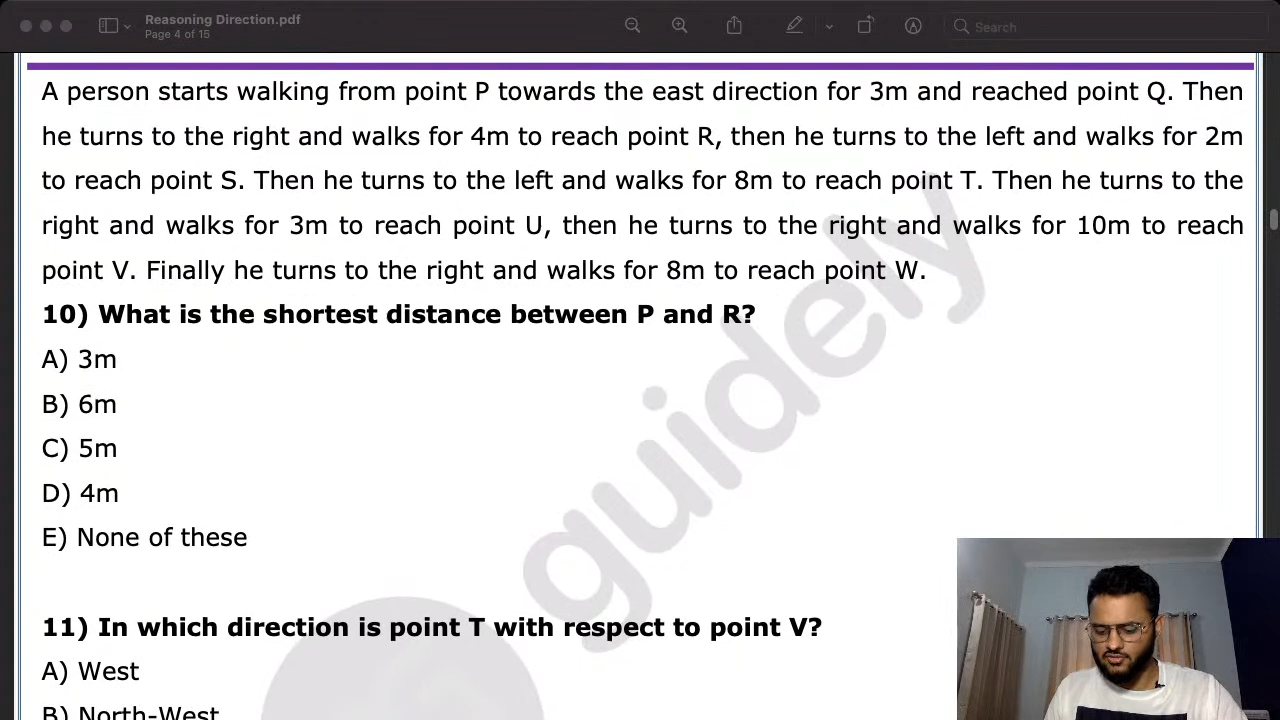 Reasoning Direction.pdf
Page 4 of 15
Search
A person starts walking from point P towards the east direction for 3m and reached point Q. Then
he turns to the right and walks for 4m to reach point R, then he turns to the left and walks for 2m
to reach point S. Then he turns to the left and walks for 8m to reach point T. Then he turns to the
right and walks for 3m to reach point U, then he turns to the right and walks for 10m to reach
point V. Finally he turns to the right and walks for 8m to reach point W.
10) What is the shortest distance between P and R?
A) 3m
B) 6m
C) 5m
D) 4m
E) None of these
guidely
11) In which direction is point T with respect to point V?
A) West
B) North-West